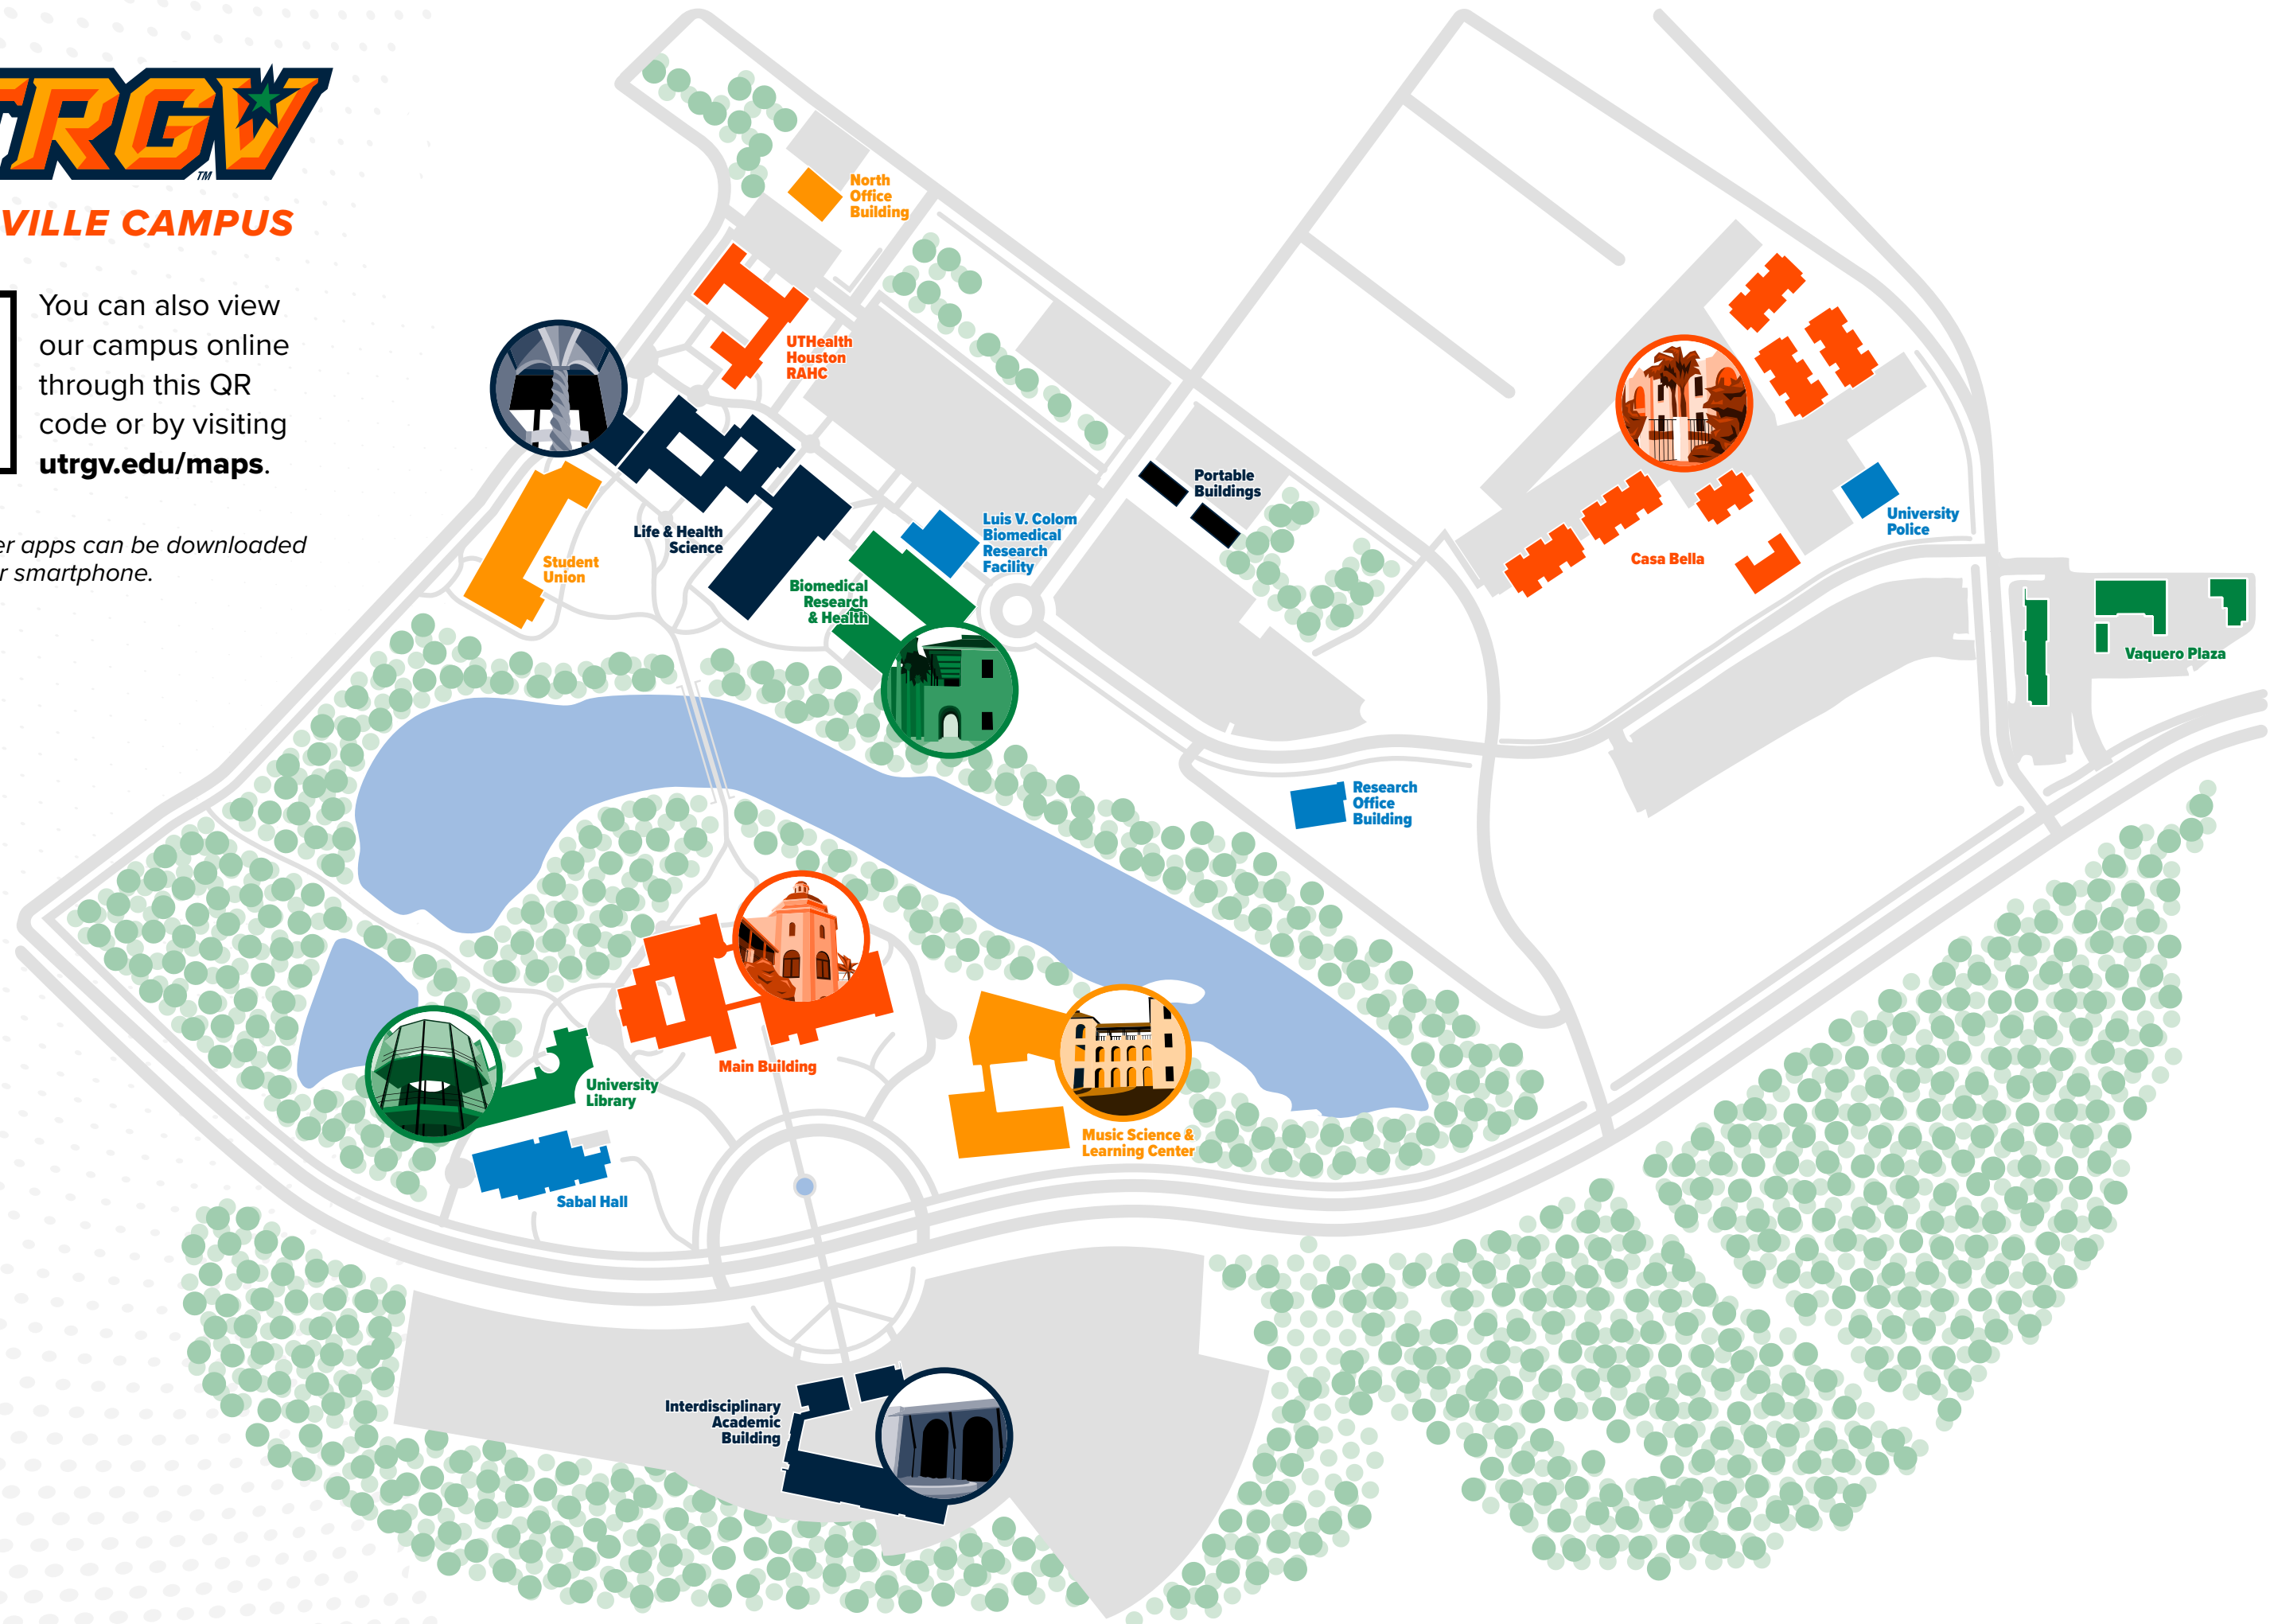 TRGV
TM
VILLE CAMPUS
You can also view
our campus online
through this QR
code or by visiting
utrgv.edu/maps.
er apps can be downloaded
r smartphone.
North
Office
Building
UTHealth
Houston
RAHC
Life & Health
Science
Student
Union
Luis V. Colom
Biomedical
Research
Facility
Biomedical
Research
& Health
Portable
Buildings
Casa Bella
University
Police
Vaquero Plaza
Research
Office
Building
Main Building
University
Library
Sabal Hall
Music Science &
Learning Center
Interdisciplinary
Academic
Building